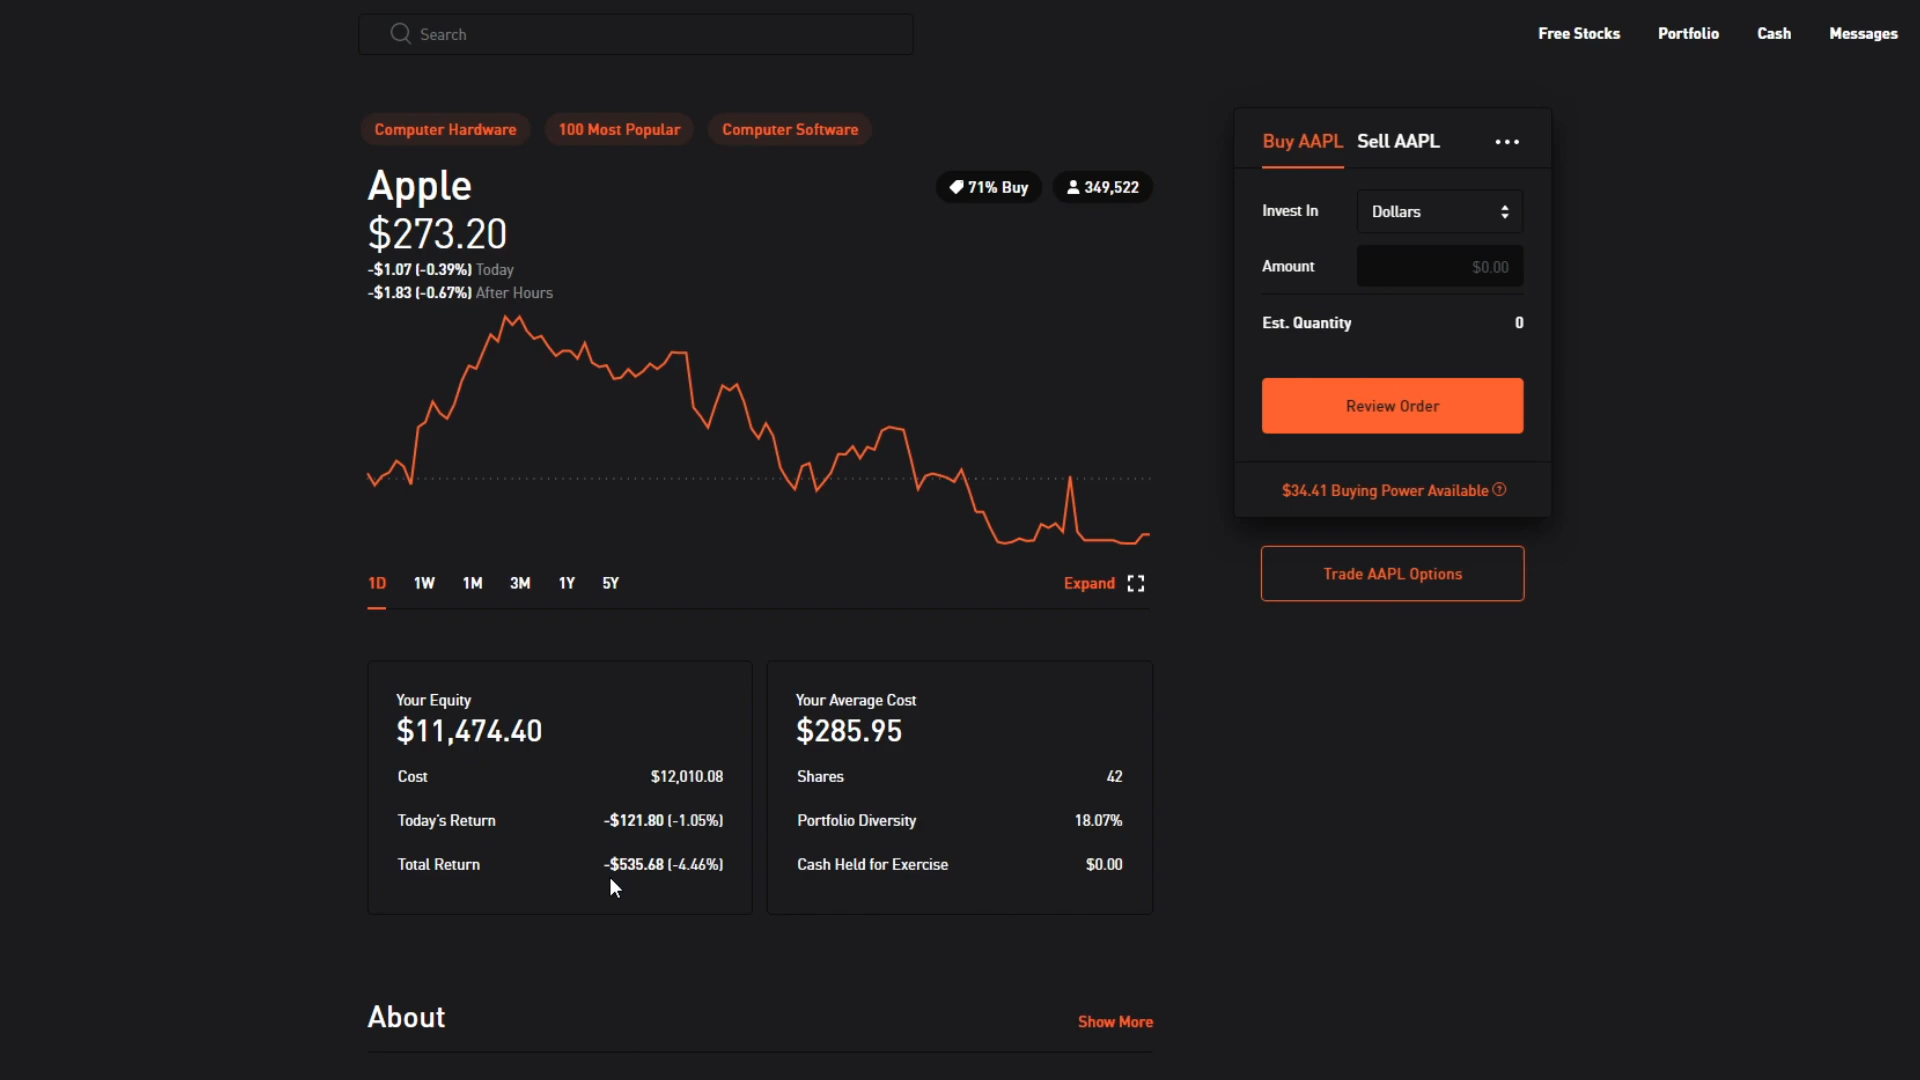 Search
Free Stocks Portfolio Cash Messages
Computer Hardware 100 Most Popular Computer Software
Apple
71% Buy 349,522
$273.20
-$1.07 (-0.39%) Today
-$1.83 (-0.67%) After Hours
1D 1W 1M 3M 1Y 5Y
Expand
Buy AAPL Sell AAPL
Invest In Dollars
Amount $0.00
Est. Quantity 0
Review Order
$34.41 Buying Power Available ?
Trade AAPL Options
Your Equity
$11,474.40
Cost $12,010.08
Today's Return -$121.80 (-1.05%)
Total Return -$535.68 (-4.46%)
Your Average Cost
$285.95
Shares 42
Portfolio Diversity 18.07%
Cash Held for Exercise $0.00
About
Show More